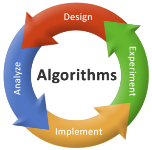 Design
Experiment
Algorithms
Analyze
Implement